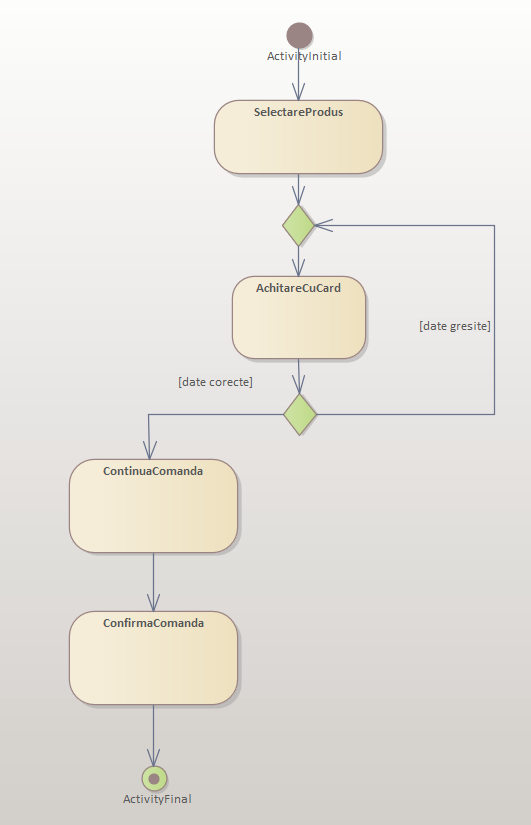 ActivityInitial
SelectareProdus
AchitareCuCard
[date gresite]
[date corecte]
ContinuaComanda
ConfirmaComanda
ActivityFinal